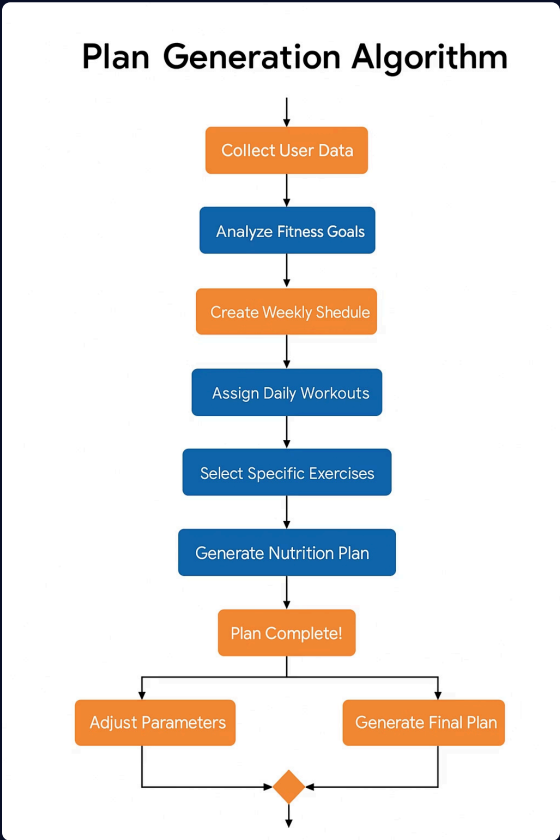 Plan Generation Algorithm
Collect User Data
Analyze Fitness Goals
Create Weekly Shedule
Assign Daily Workouts
Select Specific Exercises
Generate Nutrition Plan
Plan Complete!
Adjust Parameters
Generate Final Plan